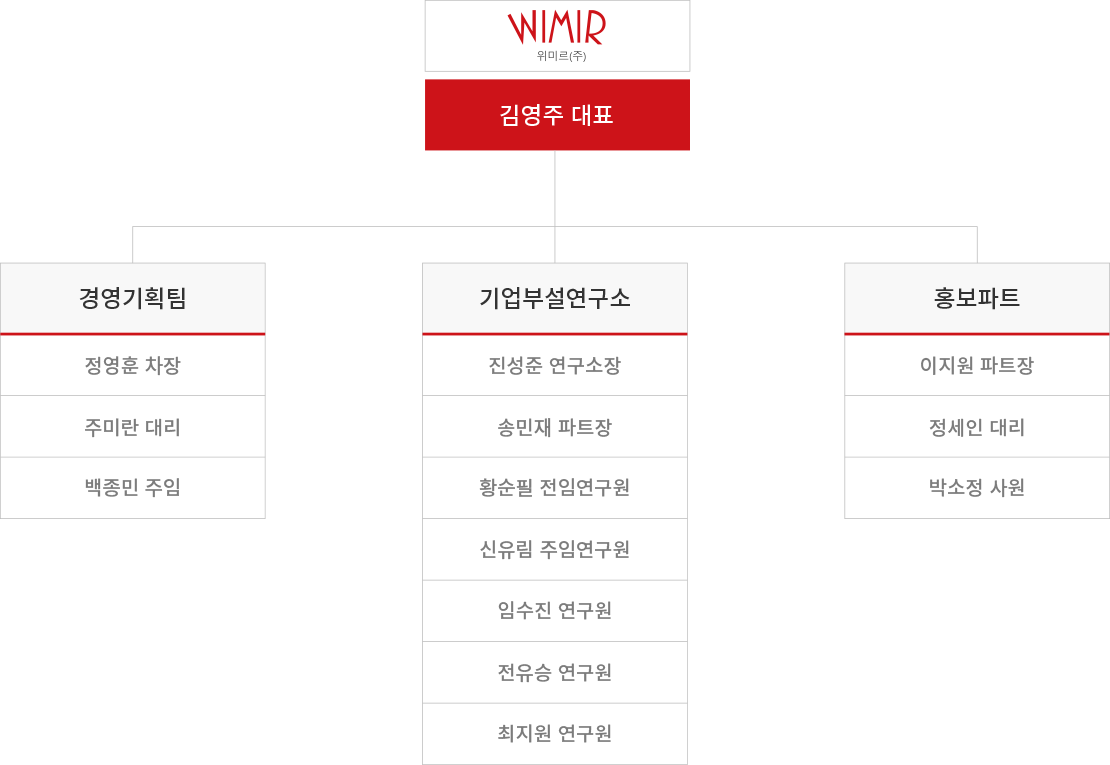 WIMIR
위미르(주)
김영주 대표
경영기획팀
정영훈 차장
주미란 대리
백종민 주임
기업부설연구소
진성준 연구소장
송민재 파트장
황순필 전임연구원
신유림 주임연구원
임수진 연구원
전유승 연구원
최지원 연구원
홍보파트
이지원 파트장
정세인 대리
박소정 사원